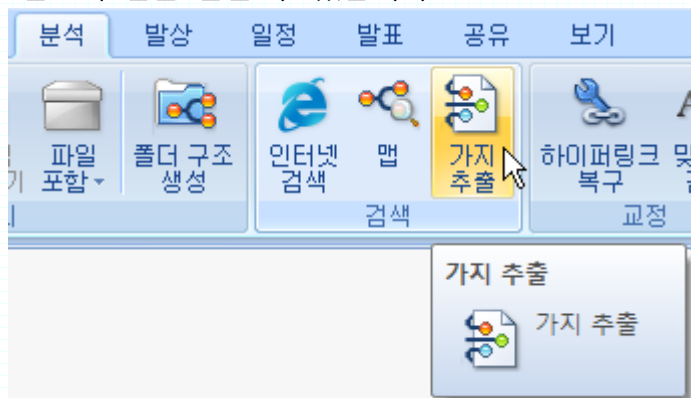 분석 발상 일정 발표 공유 보기
파일 포함
폴더 구조 생성
인터넷 검색
맵
가지 추출
하이퍼링크 복구
검색
교정
가지 추출
가지 추출